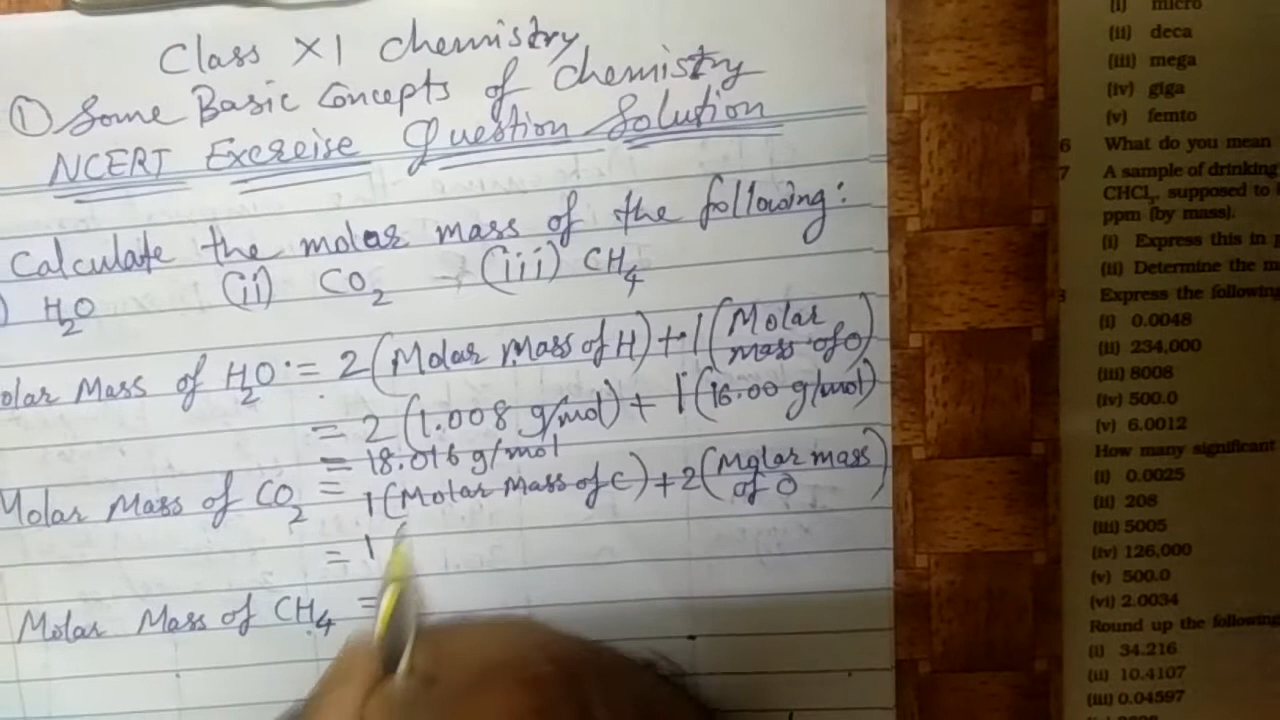 Class XI Chemistry
① Some Basic Concepts of Chemistry
NCERT Excreise Question Solution
Calculate the molar mass of the following:
) H2O (ii) CO2 (iii) CH4
olar Mass of H2O = 2 (Molar Mass of H) + 1 (Molar mass of O)
= 2 (1.008 g/mol) + 1 (16.00 g/mol)
= 18.016 g/mol
Molar Mass of CO2 = 1 (Molar Mass of C) + 2 (Molar mass of O)
= 1
Molar Mass of CH4 =
(i) micro
(ii) deca
(iii) mega
(iv) giga
(v) femto
6 What do you mean
7 A sample of drinking
CHCl3, supposed to
ppm (by mass).
(i) Express this in
(ii) Determine the m
Express the following
(i) 0.0048
(ii) 234,000
(iii) 8008
(iv) 500.0
(v) 6.0012
How many significant
(i) 0.0025
(ii) 208
(iii) 5005
(iv) 126,000
(v) 500.0
(vi) 2.0034
Round up the following
(i) 34.216
(ii) 10.4107
(iii) 0.04597